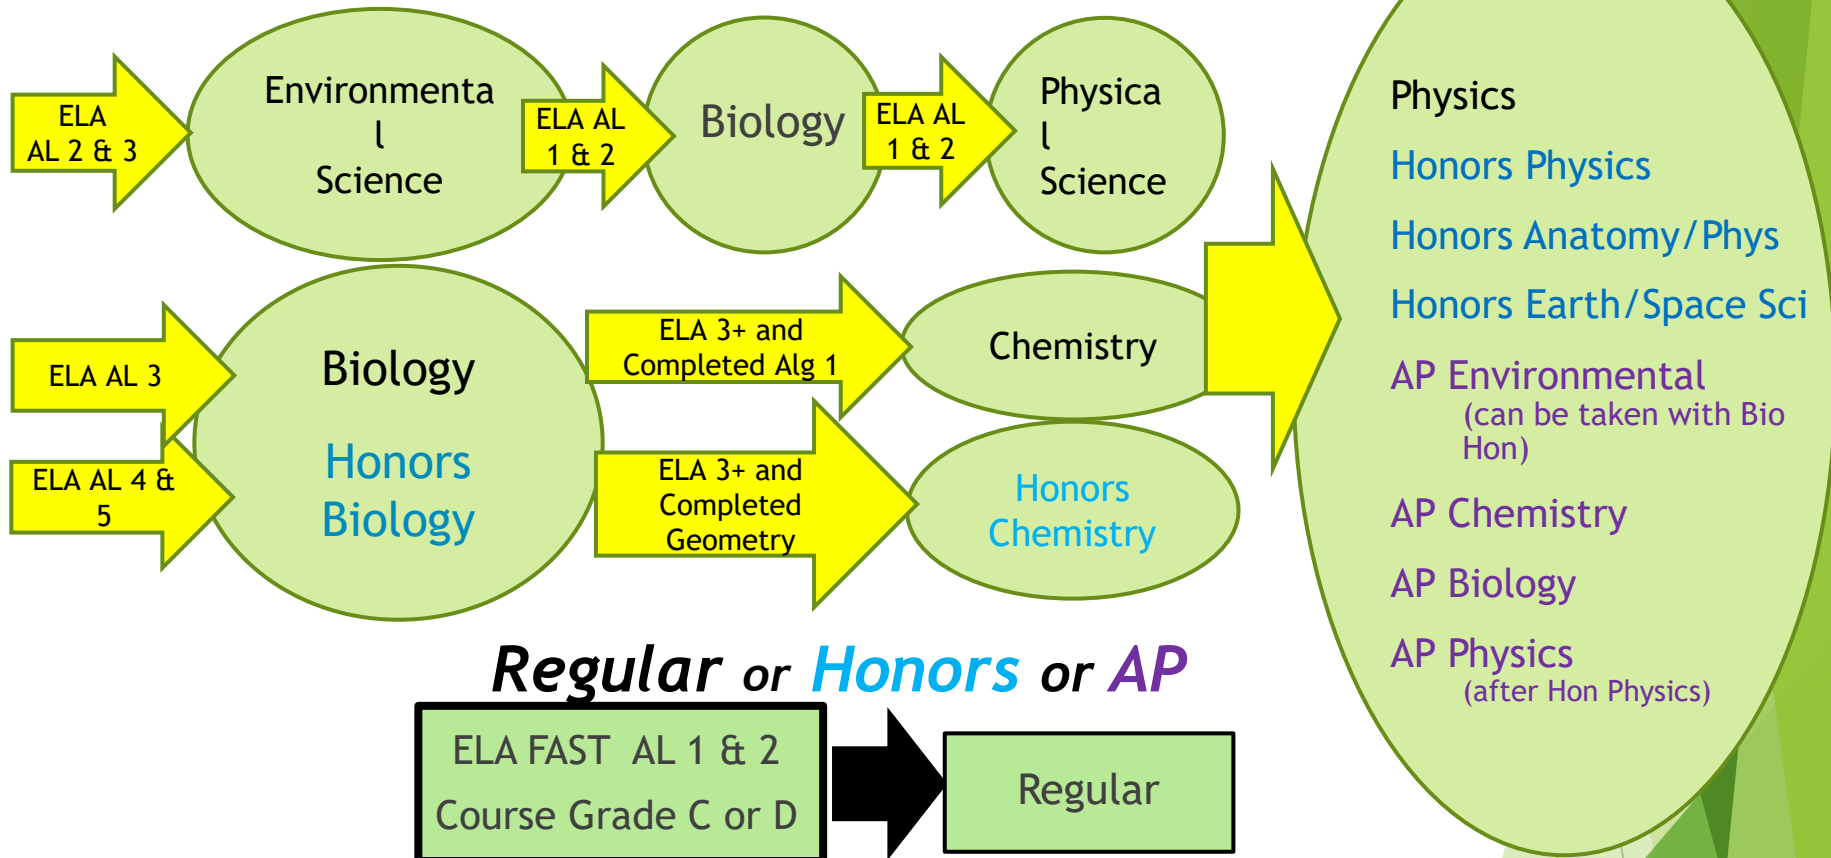 ELA
AL 2 & 3
Environmenta
l
Science
ELA AL
1 & 2
Biology
ELA AL
1 & 2
Physica
l
Science
ELA AL 3
ELA AL 4 &
5
Biology
Honors
Biology
ELA 3+ and
Completed Alg 1
Chemistry
ELA 3+ and
Completed
Geometry
Honors
Chemistry
Physics
Honors Physics
Honors Anatomy/Phys
Honors Earth/Space Sci
AP Environmental
(can be taken with Bio
Hon)
AP Chemistry
AP Biology
AP Physics
(after Hon Physics)
Regular or Honors or AP
ELA FAST AL 1 & 2
Course Grade C or D
Regular